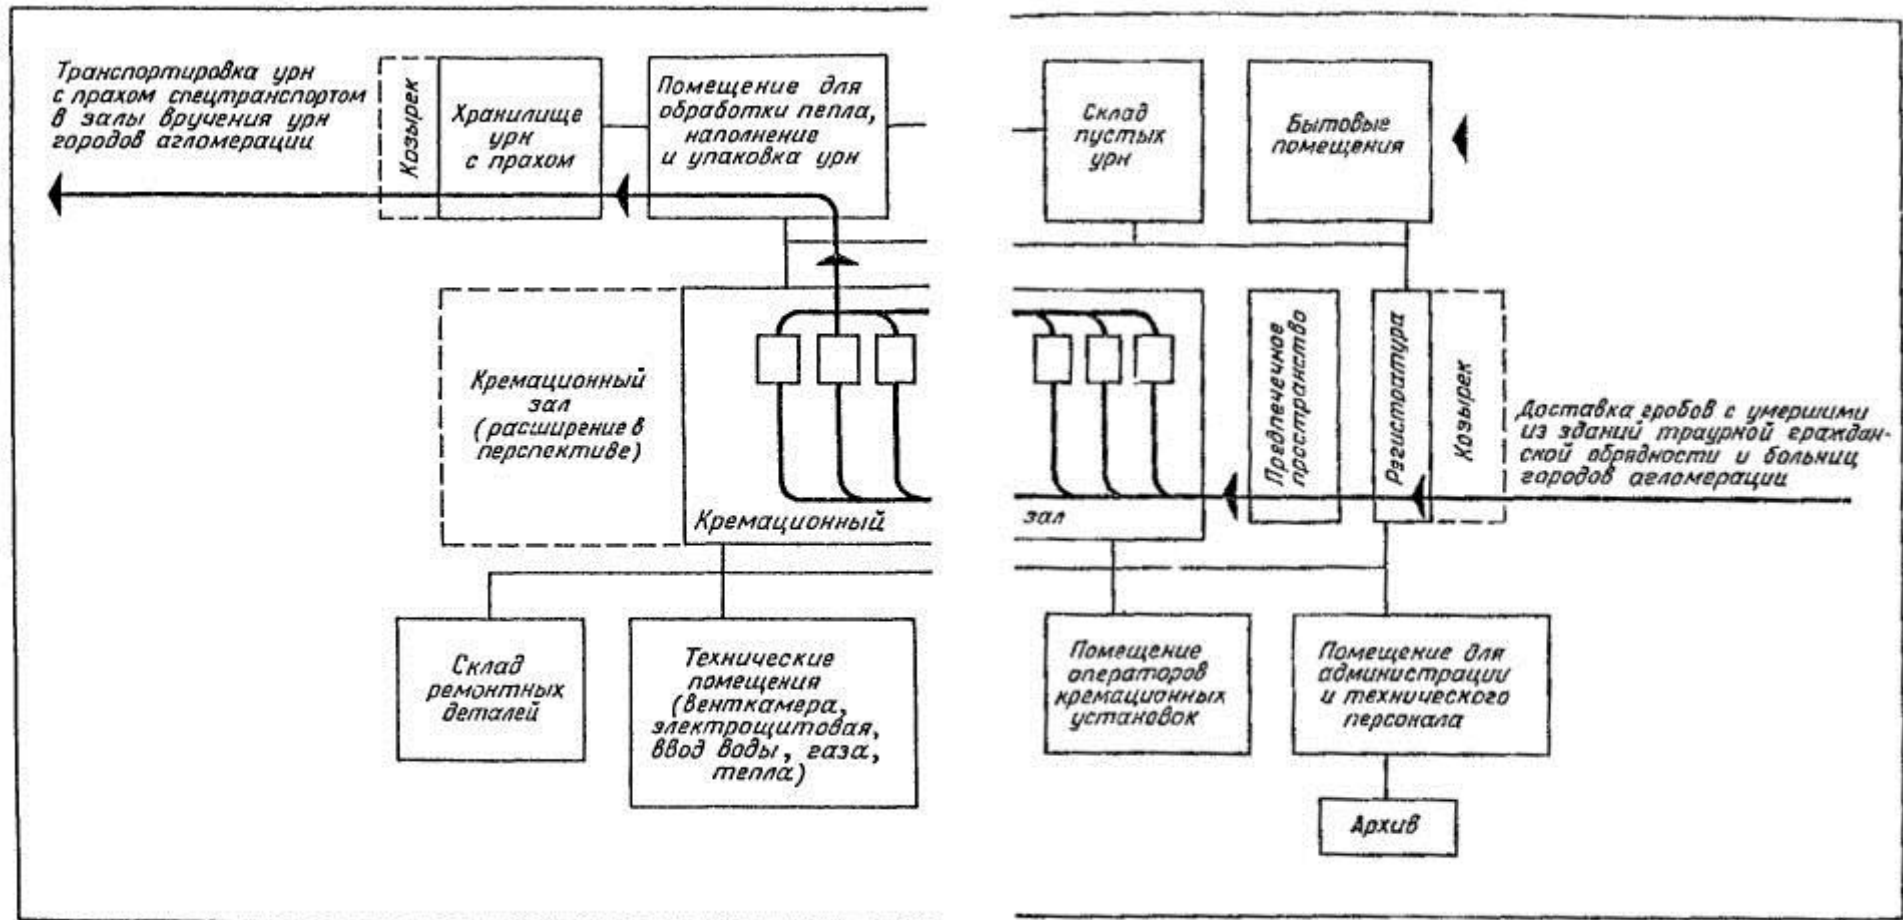 Транспортировка урн
с прахом спецтранспортом
в залы вручения урн
городов агломерации
Козырек
Хранилище
урн
с прахом
Помещение для
обработки пепла,
наполнение
и упаковка урн
Склад
пустых
урн
Бытовые
помещения
Кремационный
зал
(расширение в
перспективе)
Кремационный
зал
Предпечечное
пространство
Регистратура
Козырек
Доставка гробов с умершими
из зданий траурной граждан-
ской обрядности и больниц
городов агломерации
Склад
ремонтных
деталей
Технические
помещения
(венткамера,
электрощитовая,
ввод воды, газа,
тепла)
Помещение
операторов
кремационных
установок
Помещение для
администрации
и технического
персонала
Архив